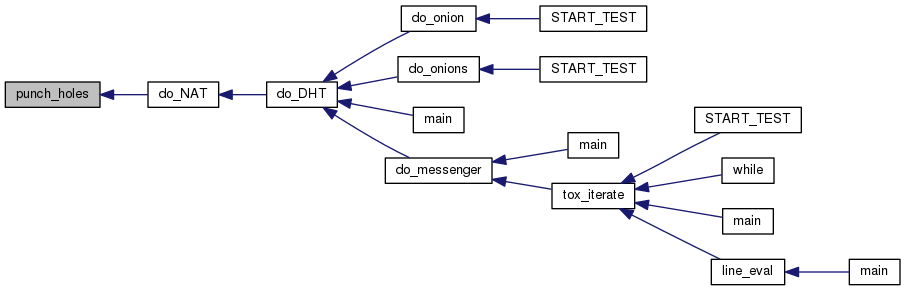 do_onion
START_TEST
do_onions
START_TEST
punch_holes
do_NAT
do_DHT
main
START_TEST
main
do_messenger
while
tox_iterate
main
line_eval
main